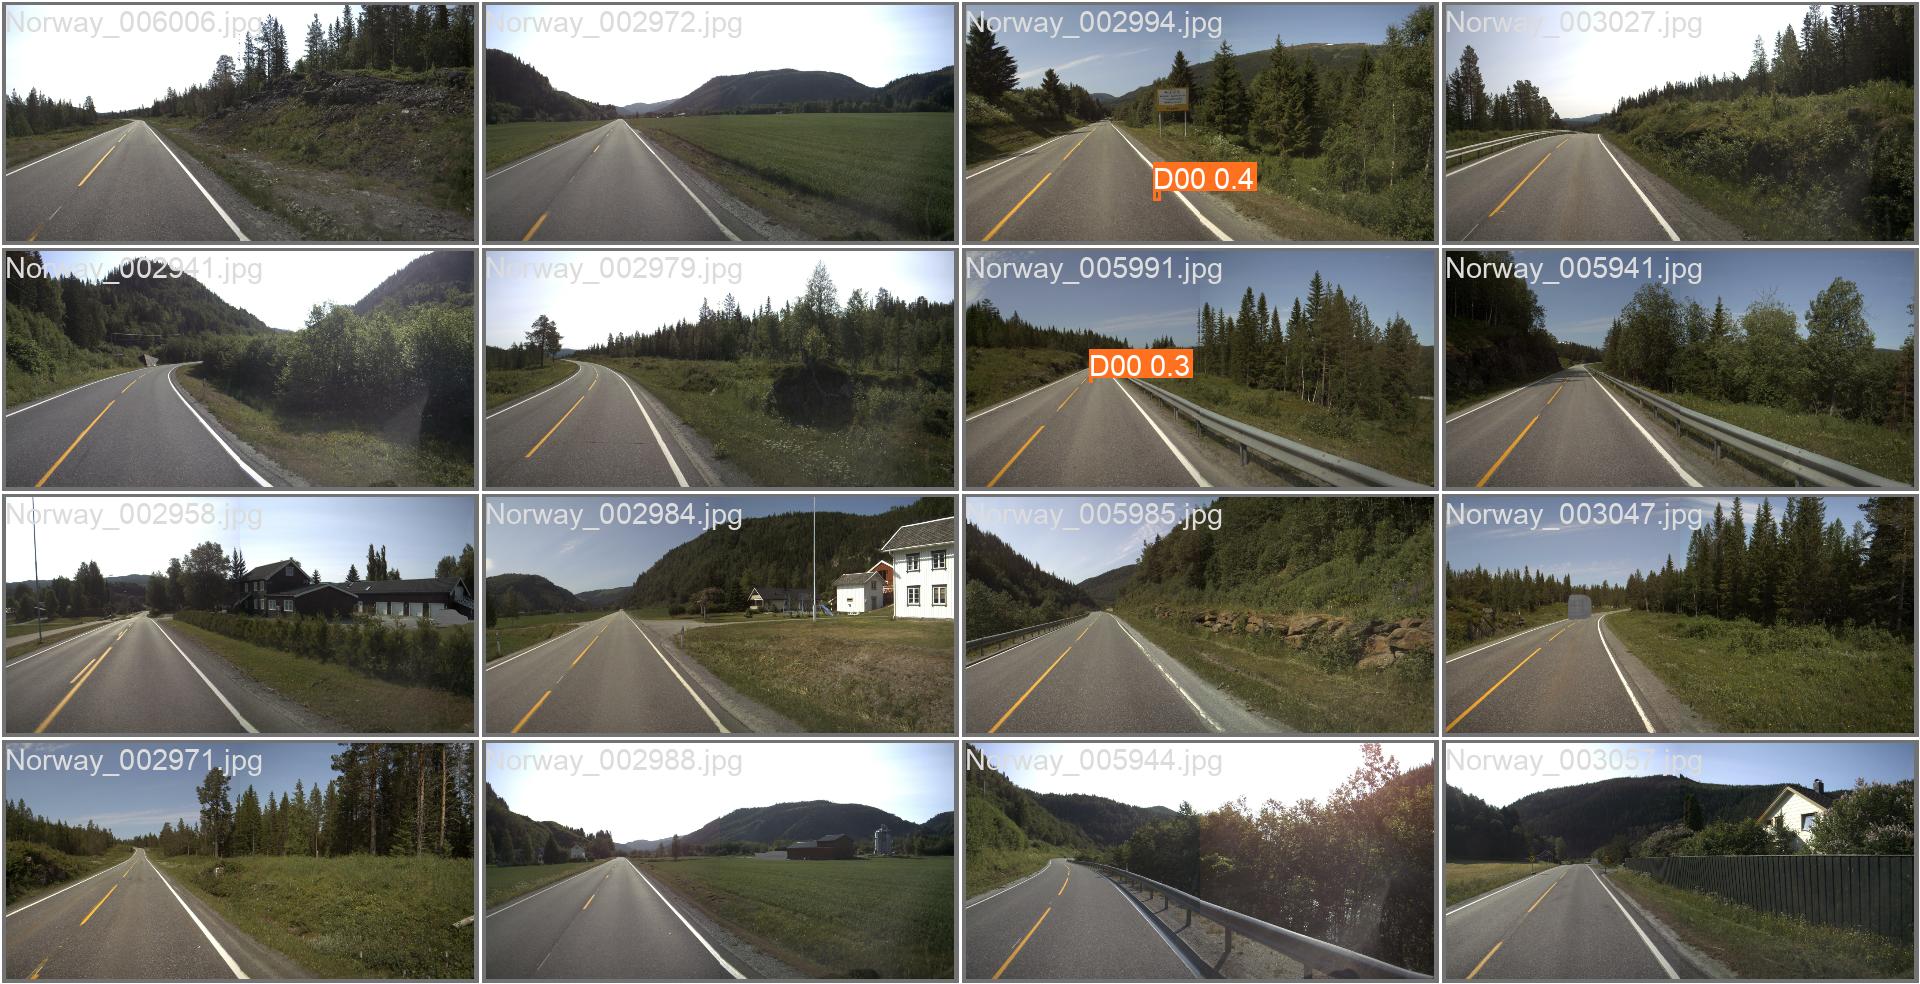 Norway_006006.jpg
Norway_002972.jpg
Norway_002994.jpg
Norway_003027.jpg
D00 0.4
Norway_002941.jpg
Norway_002979.jpg
Norway_005991.jpg
Norway_005941.jpg
D00 0.3
Norway_002958.jpg
Norway_002984.jpg
Norway_005985.jpg
Norway_003047.jpg
Norway_002971.jpg
Norway_002988.jpg
Norway_005944.jpg
Norway_003057.jpg